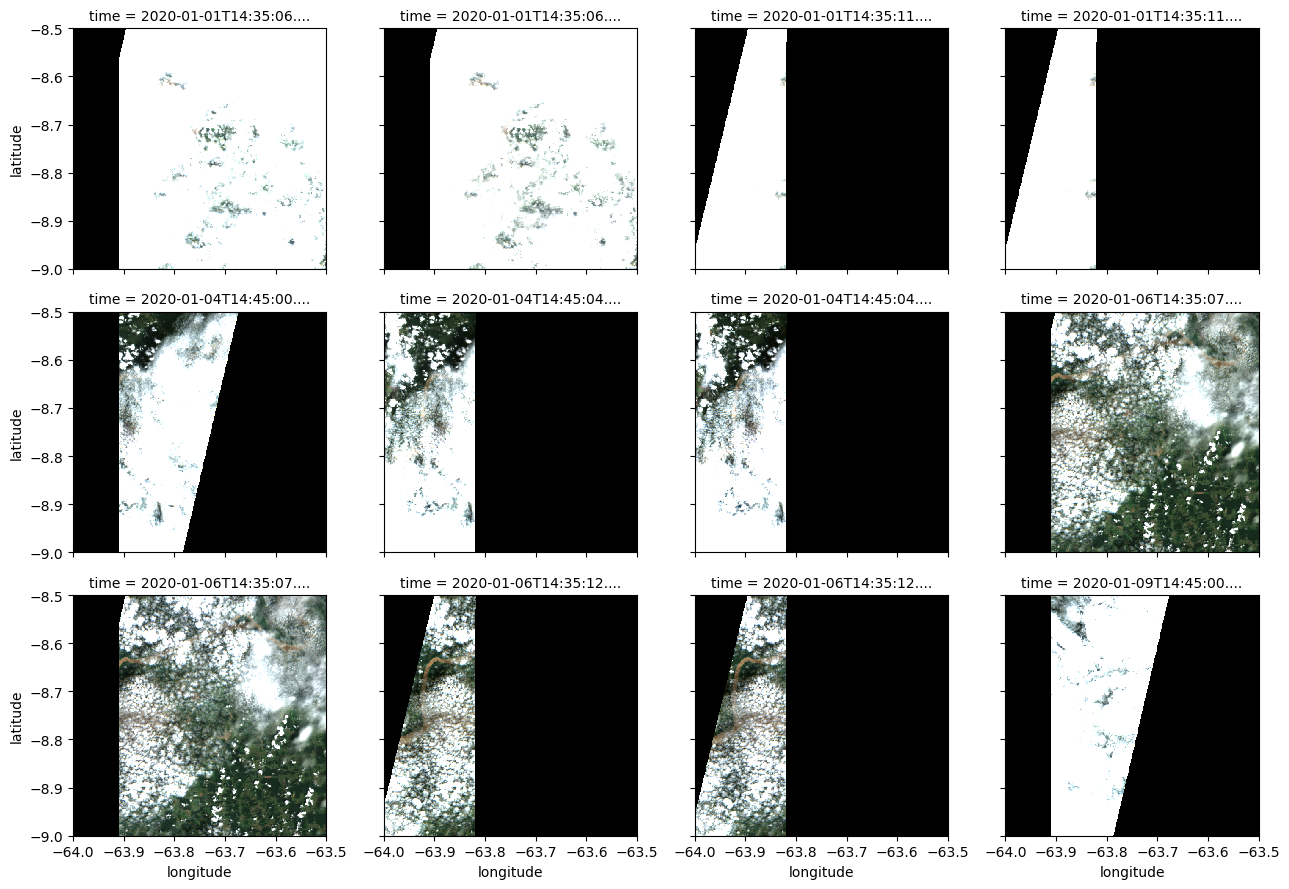 time = 2020-01-01T14:35:06....
time = 2020-01-01T14:35:06....
time = 2020-01-01T14:35:11....
time = 2020-01-01T14:35:11....
−8.5
−8.6
−8.7
−8.8
−8.9
−9.0
latitude
time = 2020-01-04T14:45:00....
time = 2020-01-04T14:45:04....
time = 2020-01-04T14:45:04....
time = 2020-01-06T14:35:07....
−8.5
−8.6
−8.7
−8.8
−8.9
−9.0
latitude
time = 2020-01-06T14:35:07....
time = 2020-01-06T14:35:12....
time = 2020-01-06T14:35:12....
time = 2020-01-09T14:45:00....
−8.5
−8.6
−8.7
−8.8
−8.9
−9.0
latitude
−64.0 −63.9 −63.8 −63.7 −63.6 −63.5
−64.0 −63.9 −63.8 −63.7 −63.6 −63.5
−64.0 −63.9 −63.8 −63.7 −63.6 −63.5
−64.0 −63.9 −63.8 −63.7 −63.6 −63.5
longitude
longitude
longitude
longitude